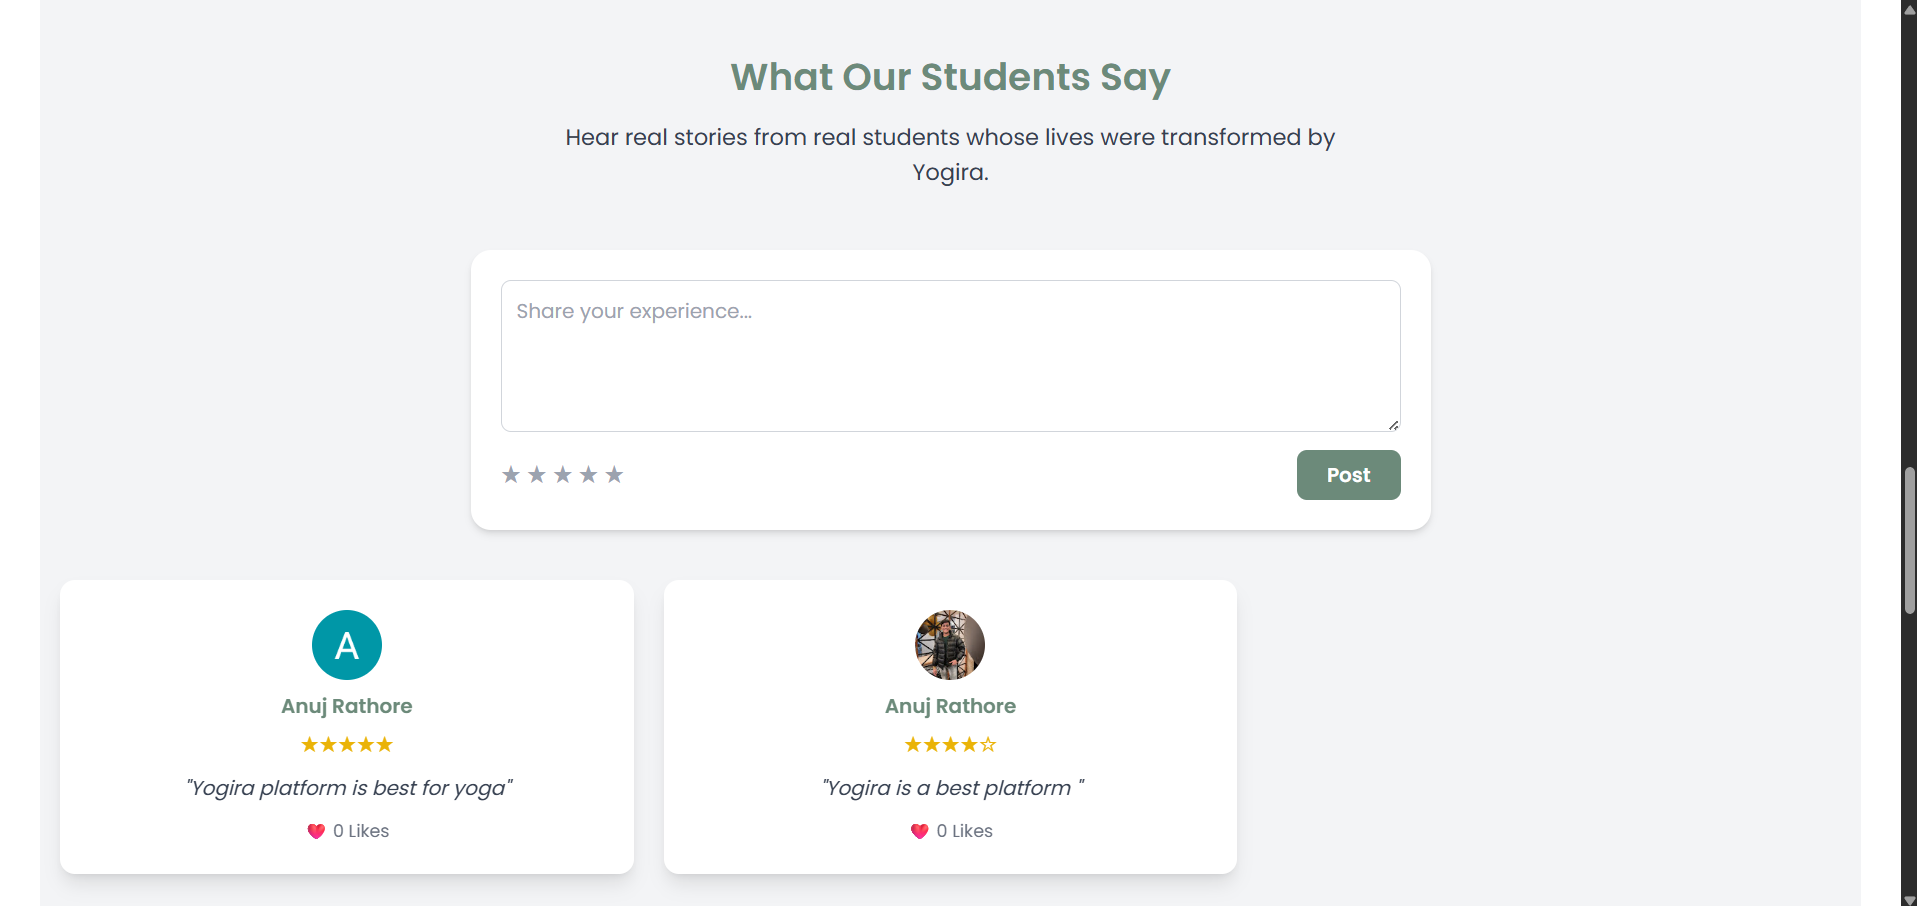 What Our Students Say
Hear real stories from real students whose lives were transformed by
Yogira.
Share your experience...
★ ★ ★ ★ ★
Post
A
Anuj Rathore
★★★★★
"Yogira platform is best for yoga"
❤️ 0 Likes
Anuj Rathore
★★★★☆
"Yogira is a best platform "
❤️ 0 Likes